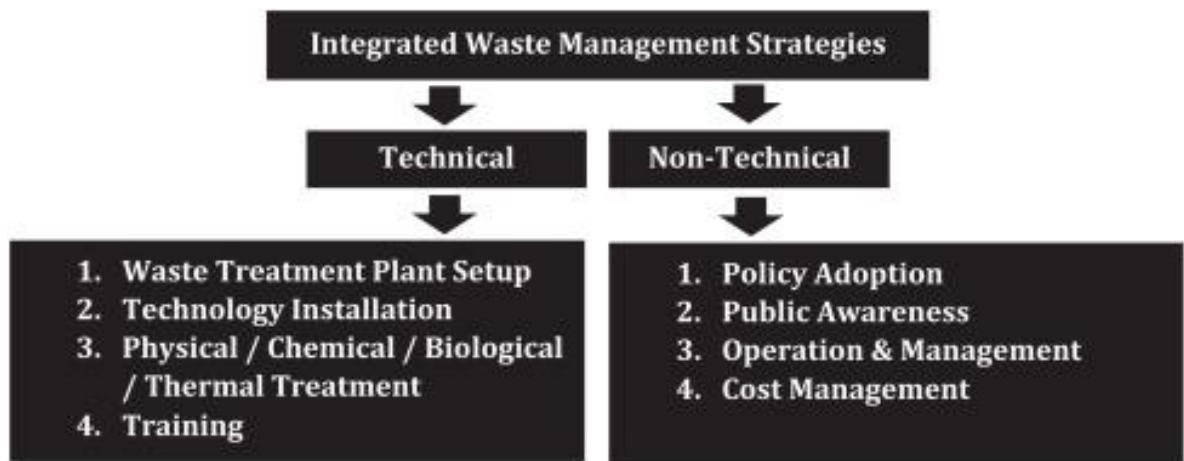 Integrated Waste Management Strategies
Technical
Non-Technical
1. Waste Treatment Plant Setup
2. Technology Installation
3. Physical / Chemical / Biological
/ Thermal Treatment
4. Training
1. Policy Adoption
2. Public Awareness
3. Operation & Management
4. Cost Management